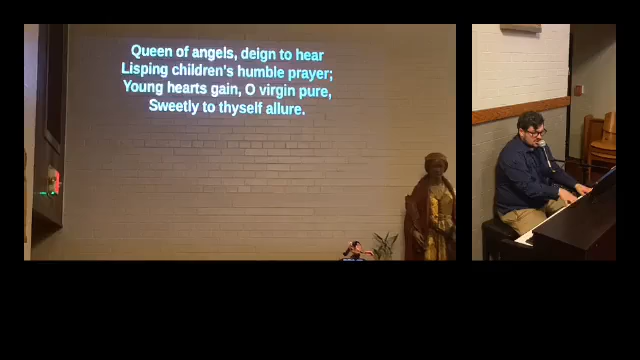 Queen of angels, deign to hear
Lisping children's humble prayer;
Young hearts gain, O virgin pure,
Sweetly to thyself allure.